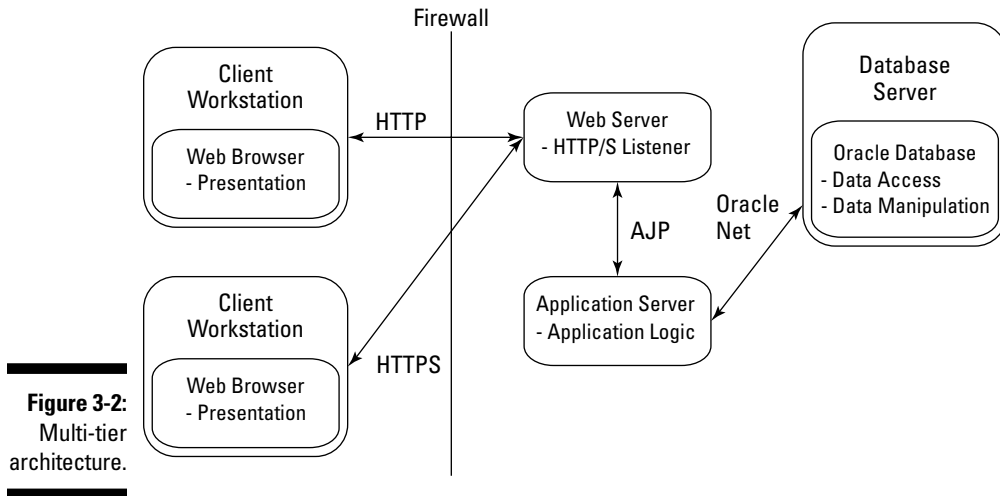 Firewall
Client
Workstation
Web Browser
- Presentation
HTTP
Web Server
- HTTP/S Listener
Database
Server
Oracle Database
- Data Access
- Data Manipulation
Oracle
Net
AJP
Application Server
- Application Logic
Client
Workstation
Web Browser
- Presentation
HTTPS
Figure 3-2:
Multi-tier
architecture.